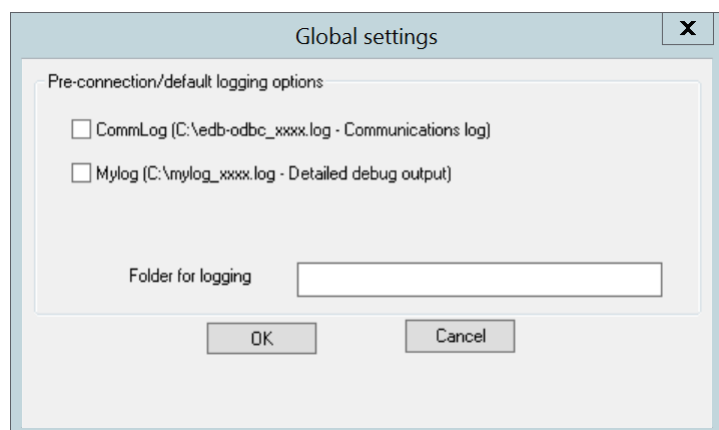 Global settings
X
Pre-connection/default logging options
CommLog (C:\edb-odbc_xxxx.log - Communications log)
Mylog (C:\mylog_xxxx.log - Detailed debug output)
Folder for logging
OK
Cancel